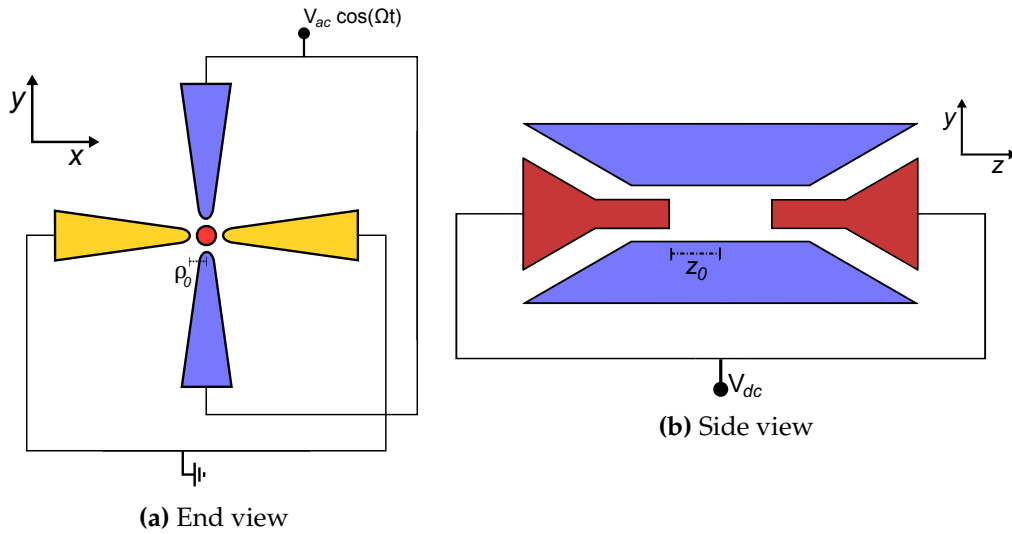 V_ac cos(Ωt)
y
x
ρ_0
(a) End view
y
z
z_0
V_dc
(b) Side view